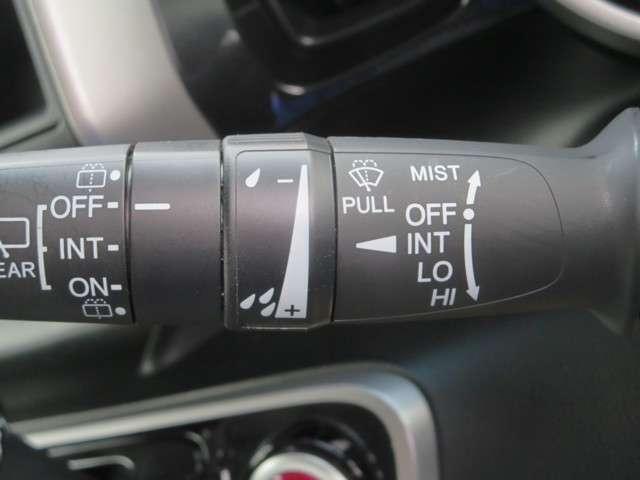 OFF
INT
EAR
ON
−
+
PULL
MIST
OFF
INT
LO
HI